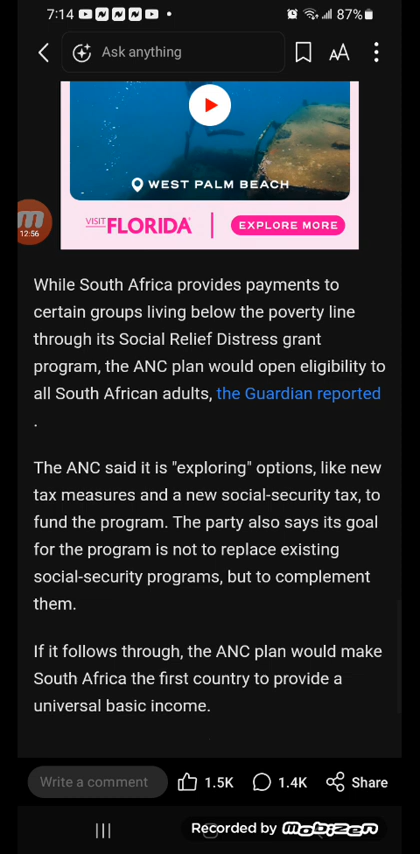 7:14 87%
Ask anything AA
WEST PALM BEACH
VISIT FLORIDA | EXPLORE MORE
12:56
While South Africa provides payments to
certain groups living below the poverty line
through its Social Relief Distress grant
program, the ANC plan would open eligibility to
all South African adults, the Guardian reported
.
The ANC said it is "exploring" options, like new
tax measures and a new social-security tax, to
fund the program. The party also says its goal
for the program is not to replace existing
social-security programs, but to complement
them.
If it follows through, the ANC plan would make
South Africa the first country to provide a
universal basic income.
Write a comment 1.5K 1.4K Share
Recorded by mobizen